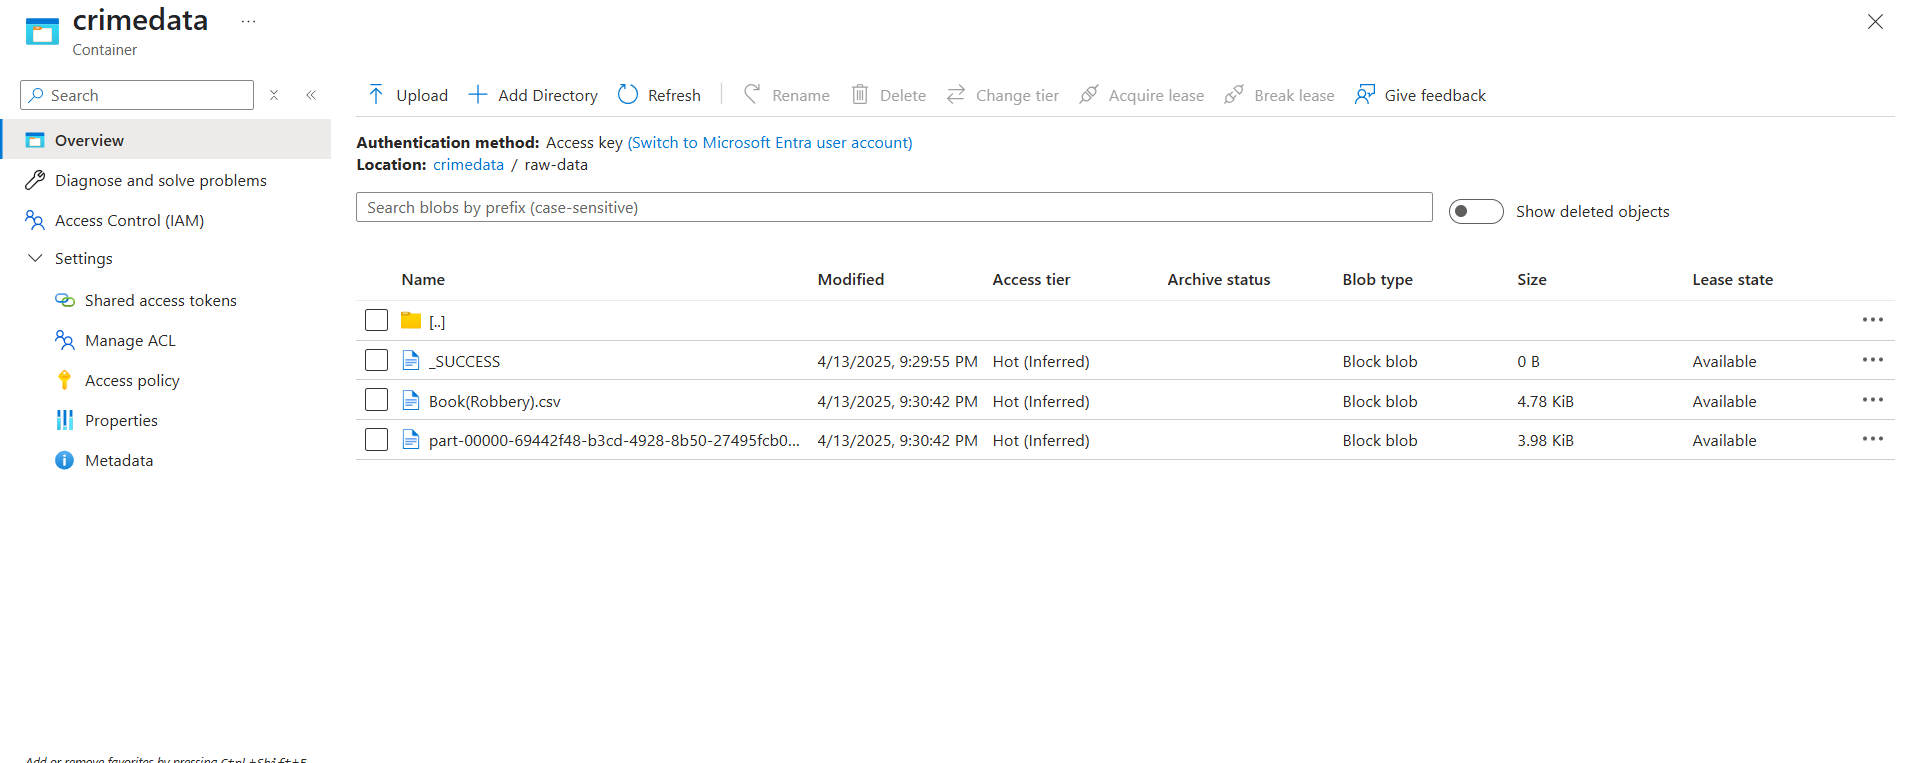 crimedata ...
Container
Search
Upload Add Directory Refresh Rename Delete Change tier Acquire lease Break lease Give feedback
Overview
Diagnose and solve problems
Access Control (IAM)
Settings
Shared access tokens
Manage ACL
Access policy
Properties
Metadata
Add or remove favorites by pressing Ctrl+Shift+F
Authentication method: Access key (Switch to Microsoft Entra user account)
Location: crimedata / raw-data
Search blobs by prefix (case-sensitive)
Show deleted objects
Name Modified Access tier Archive status Blob type Size Lease state
[..]
_SUCCESS 4/13/2025, 9:29:55 PM Hot (Inferred) Block blob 0 B Available
Book(Robbery).csv 4/13/2025, 9:30:42 PM Hot (Inferred) Block blob 4.78 KiB Available
part-00000-69442f48-b3cd-4928-8b50-27495fcb0... 4/13/2025, 9:30:42 PM Hot (Inferred) Block blob 3.98 KiB Available